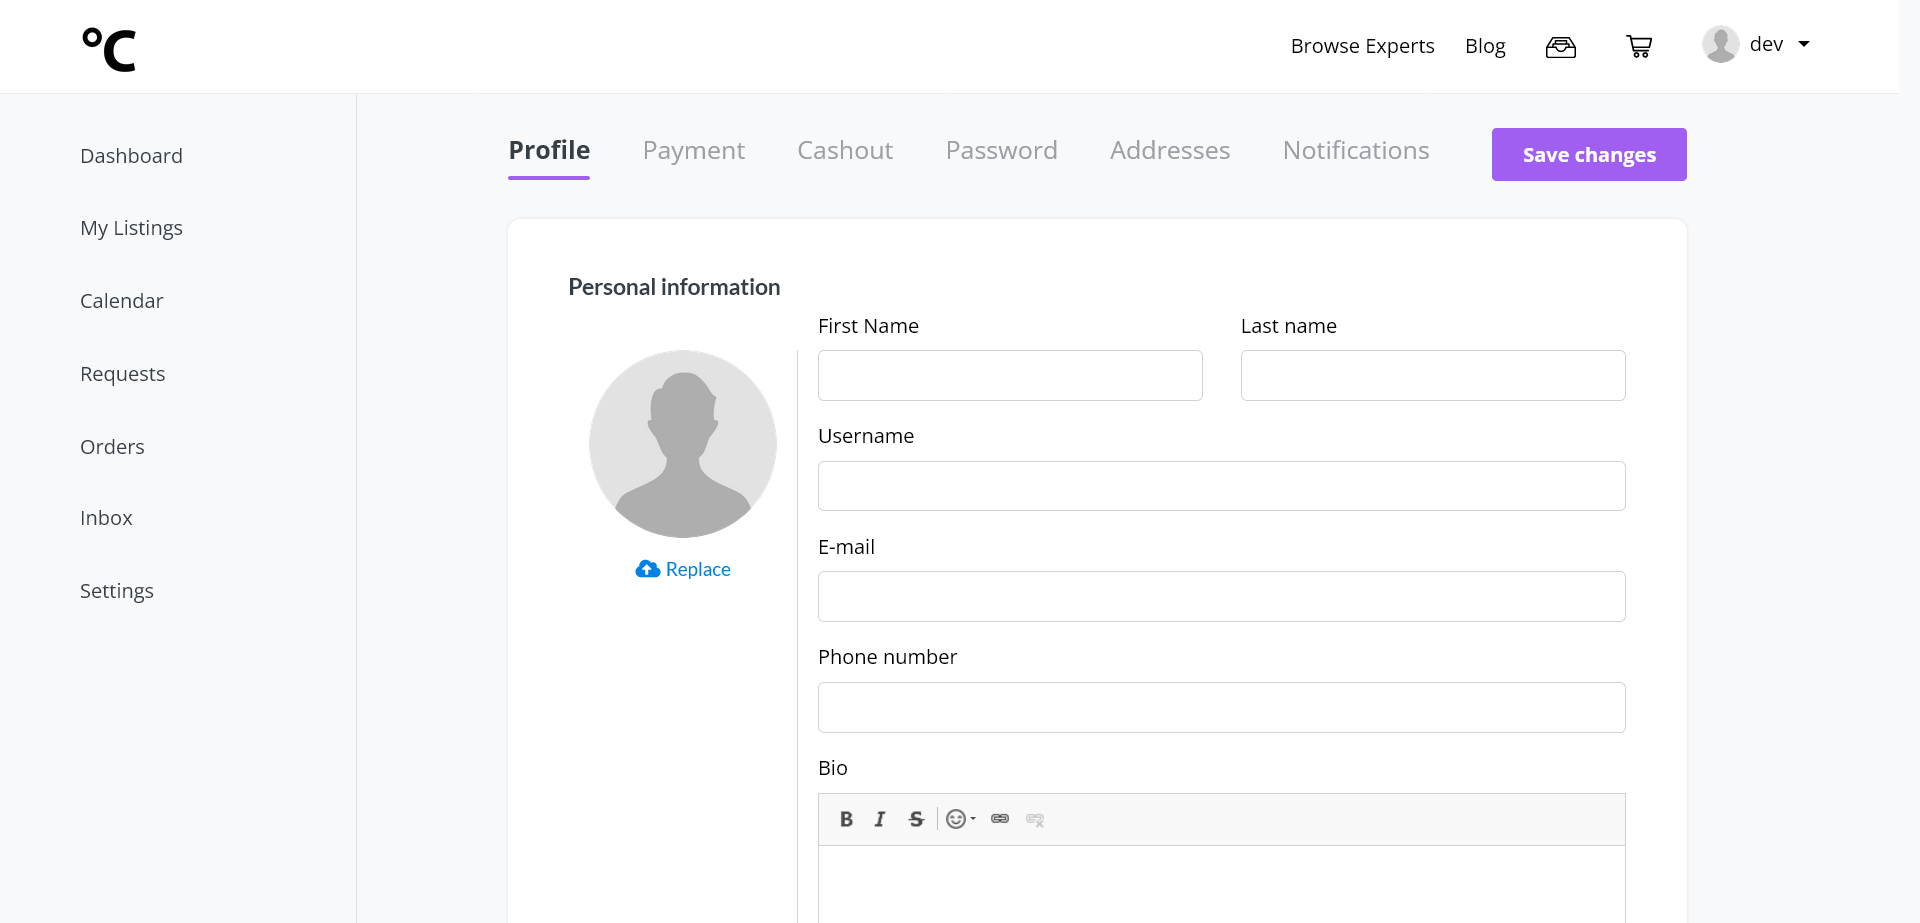 °C
Browse Experts
Blog
dev
Dashboard
My Listings
Calendar
Requests
Orders
Inbox
Settings
Profile
Payment
Cashout
Password
Addresses
Notifications
Save changes
Personal information
Replace
First Name
Last name
Username
E-mail
Phone number
Bio
B I S